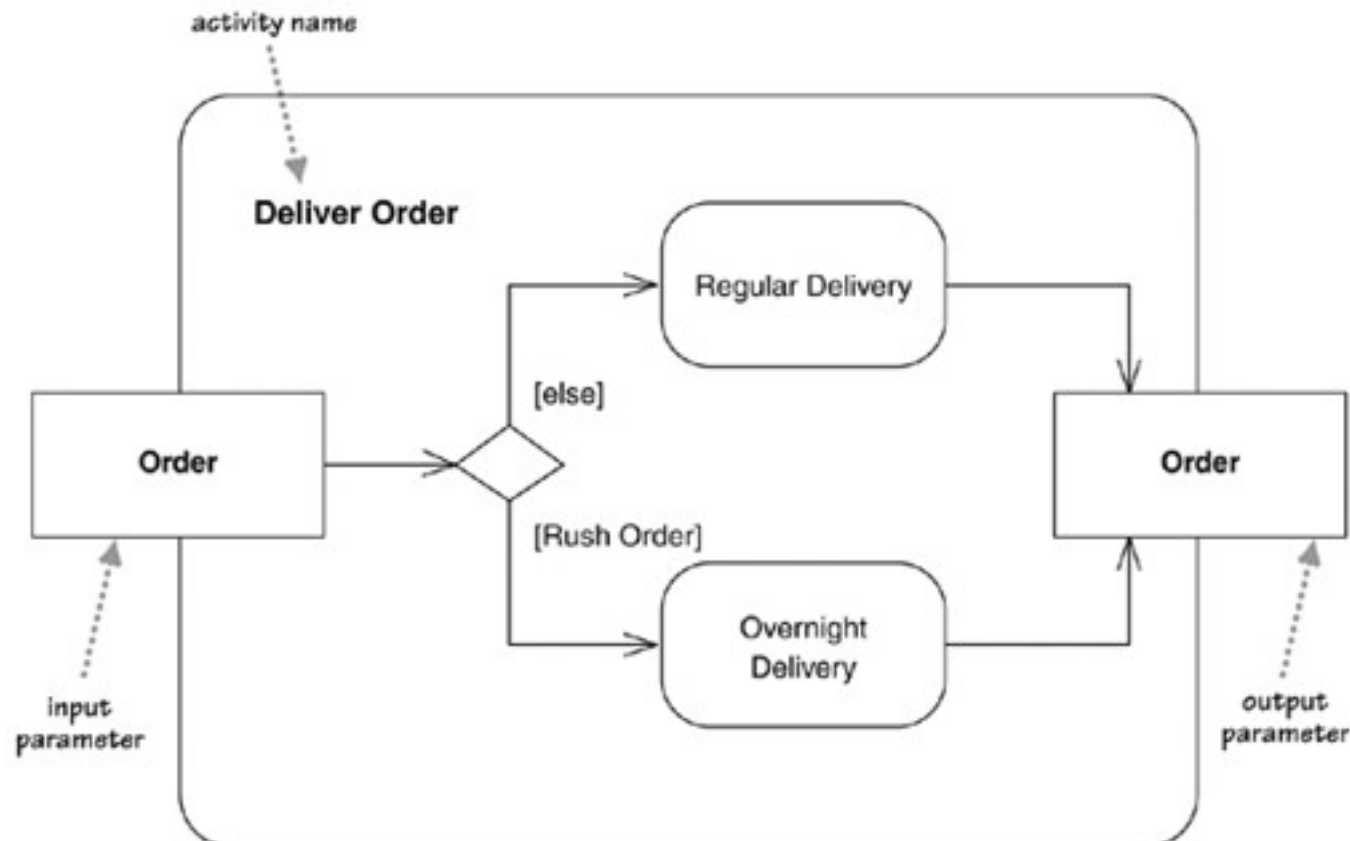 activity name
Deliver Order
Regular Delivery
[else]
Order
Order
[Rush Order]
Overnight
Delivery
input
parameter
output
parameter